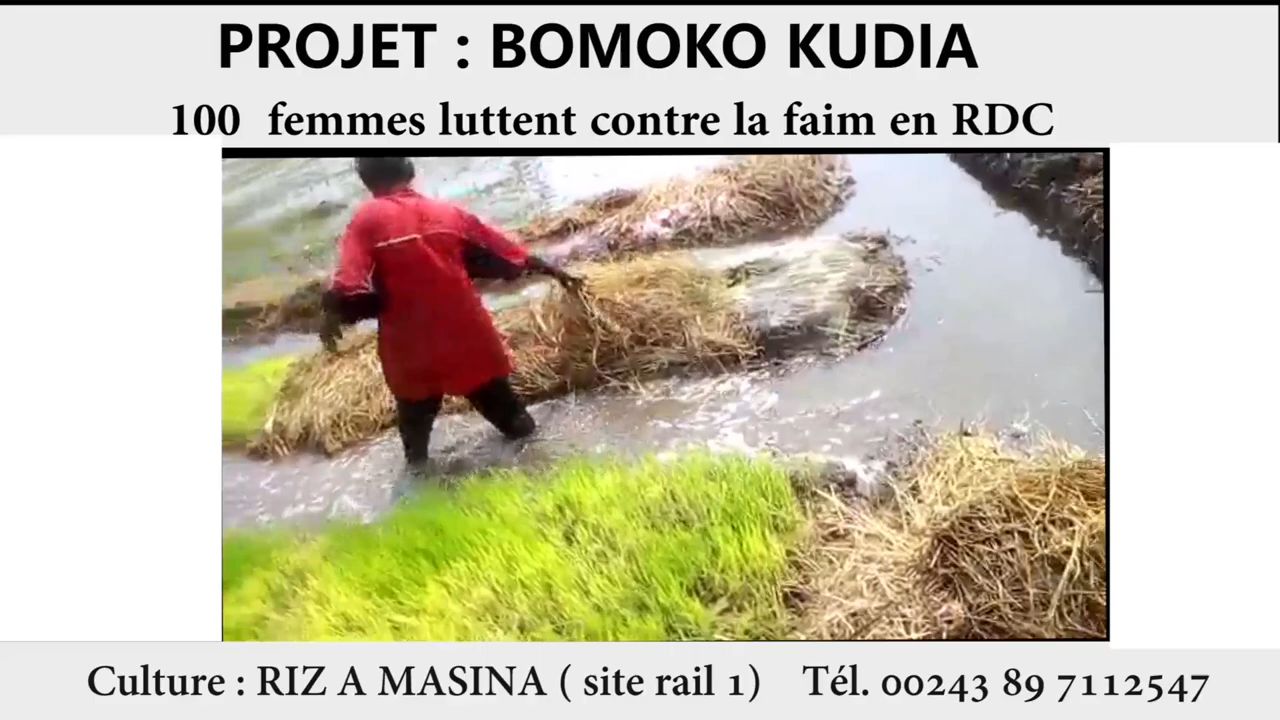 PROJET : BOMOKO KUDIA
100 femmes luttent contre la faim en RDC
Culture : RIZ A MASINA ( site rail 1) Tél. 00243 89 7112547